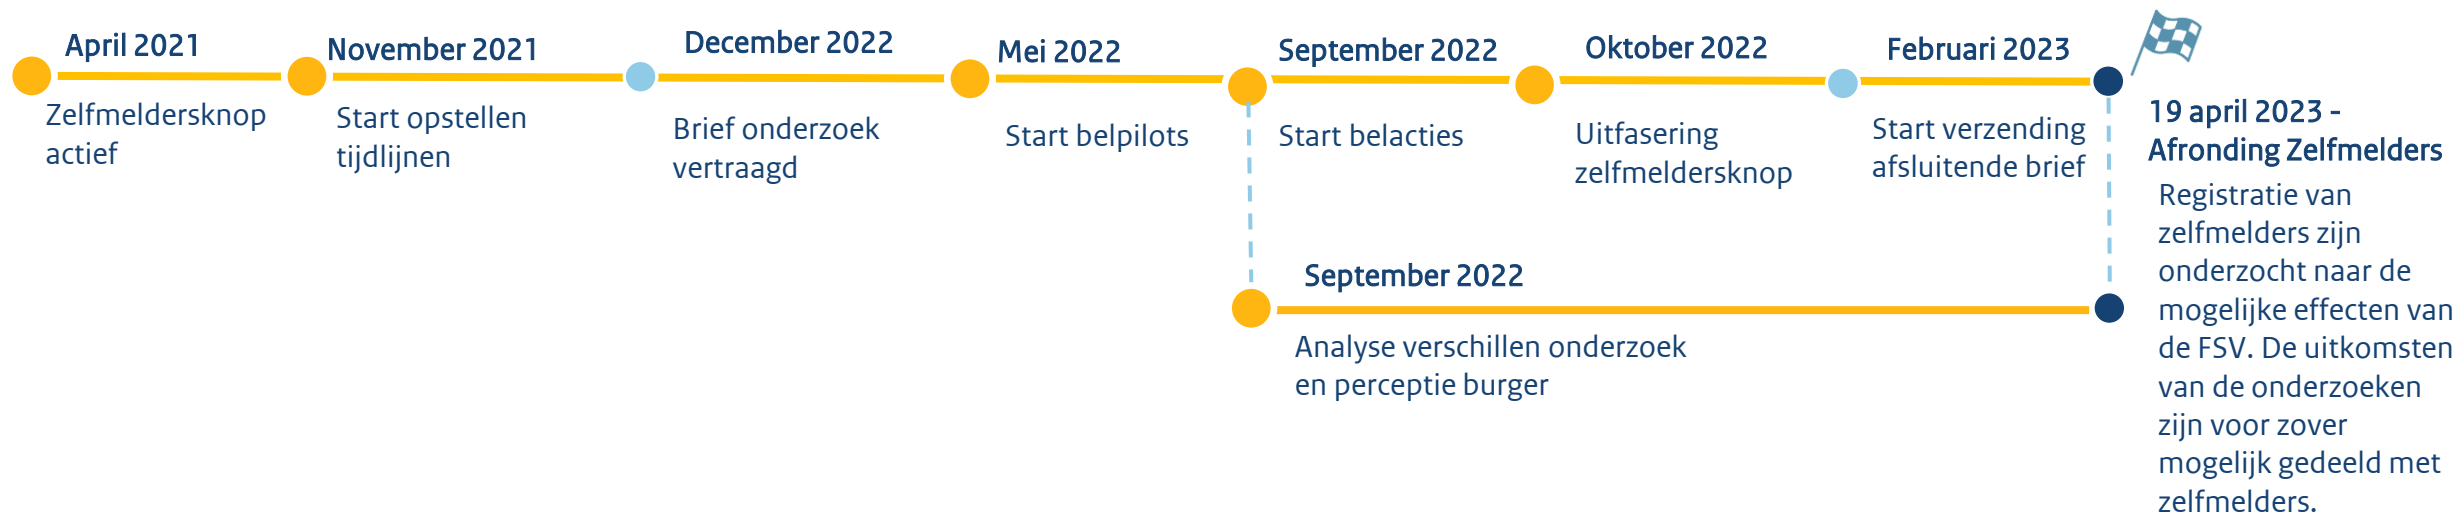 April 2021
Zelfmeldersknop
actief
November 2021
Start opstellen
tijdlijnen
December 2022
Brief onderzoek
vertraagd
Mei 2022
Start belpilots
September 2022
Start belacties
Oktober 2022
Uitfasering
zelfmeldersknop
Februari 2023
Start verzending
afsluitende brief
19 april 2023 -
Afronding Zelfmelders
Registratie van
zelfmelders zijn
onderzocht naar de
mogelijke effecten van
de FSV. De uitkomsten
van de onderzoeken
zijn voor zover
mogelijk gedeeld met
zelfmelders.
September 2022
Analyse verschillen onderzoek
en perceptie burger